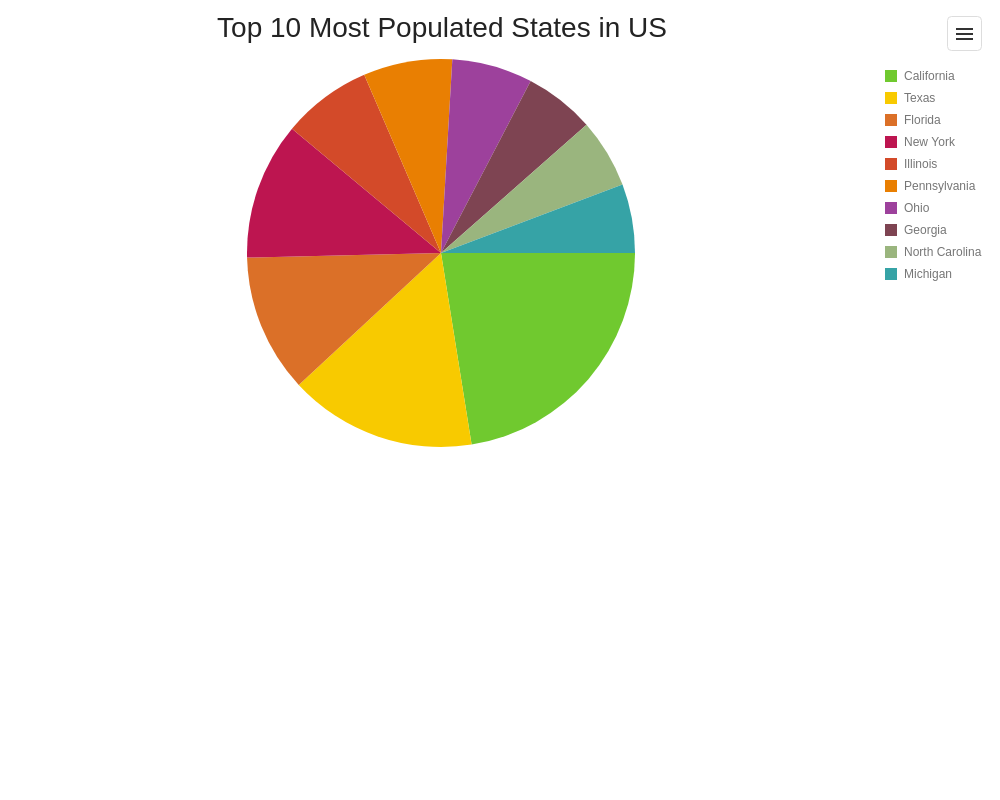 Top 10 Most Populated States in US
California
Texas
Florida
New York
Illinois
Pennsylvania
Ohio
Georgia
North Carolina
Michigan